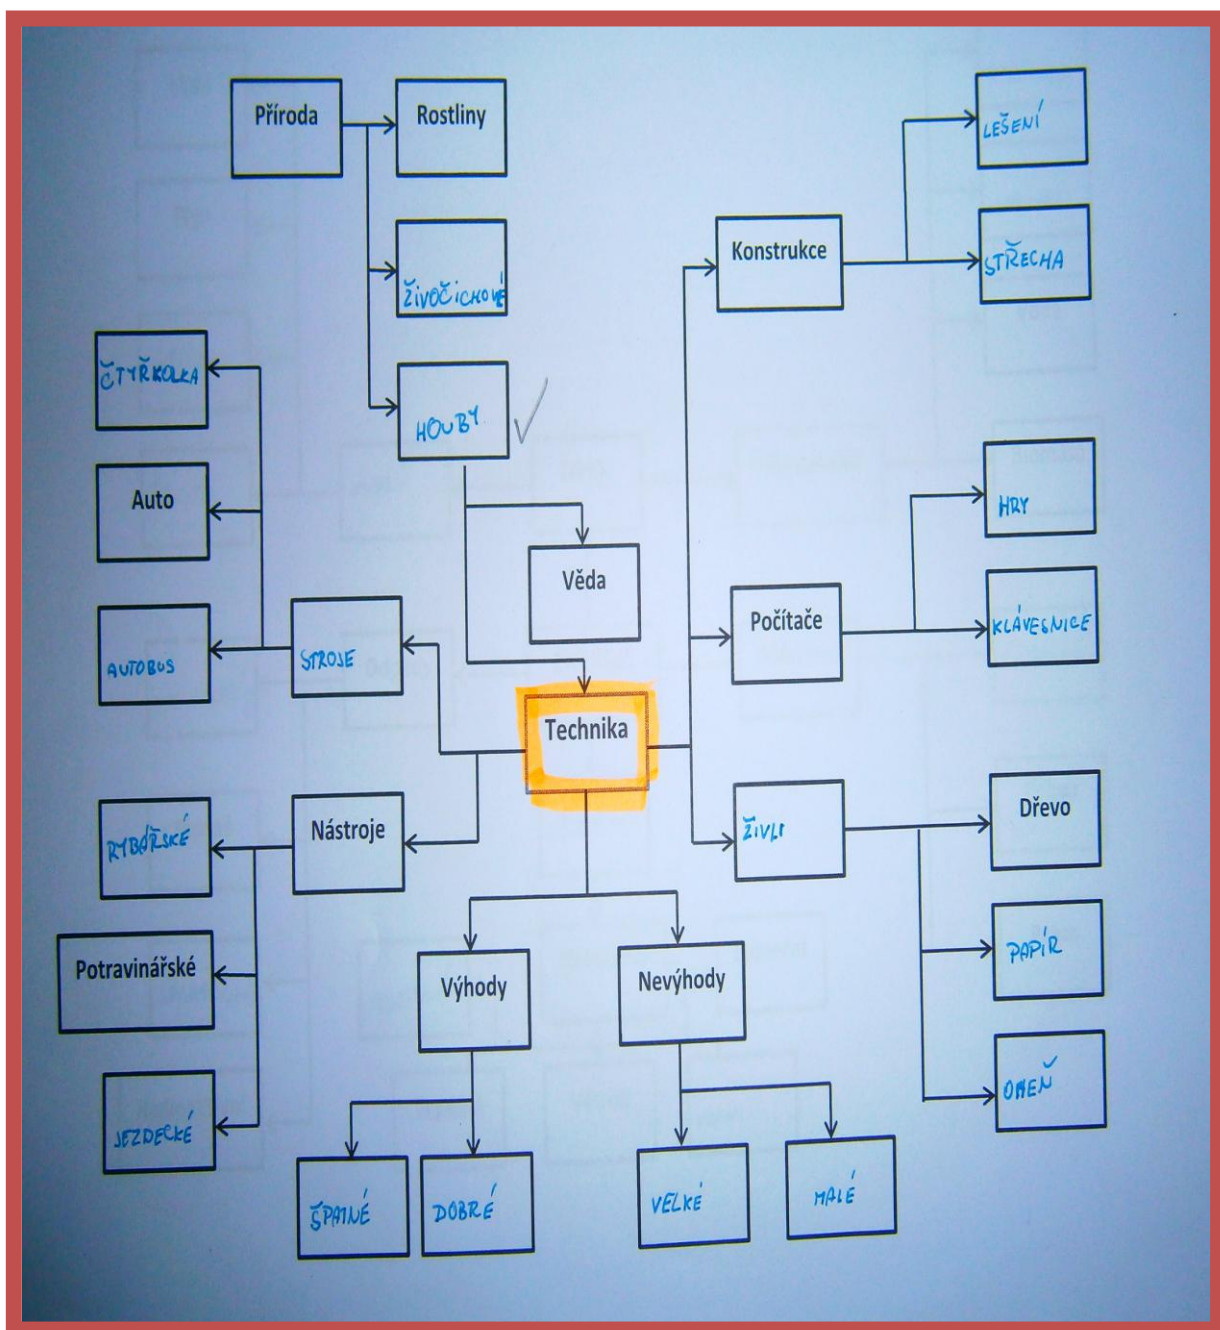 Příroda
Rostliny
LEŠENÍ
Konstrukce
STŘECHA
ŽIVOČICHOVÉ
ČTYŘKOLKA
HOUBY
Auto
HRY
Věda
Počítače
KLÁVESNICE
AUTOBUS
STROJE
Technika
RYBÁŘSKÉ
Nástroje
ŽIVLI
Dřevo
Potravinářské
Výhody
Nevýhody
PAPÍR
JEZDECKÉ
OHEŇ
ŠPATNÉ
DOBRÉ
VELKÉ
MALÉ